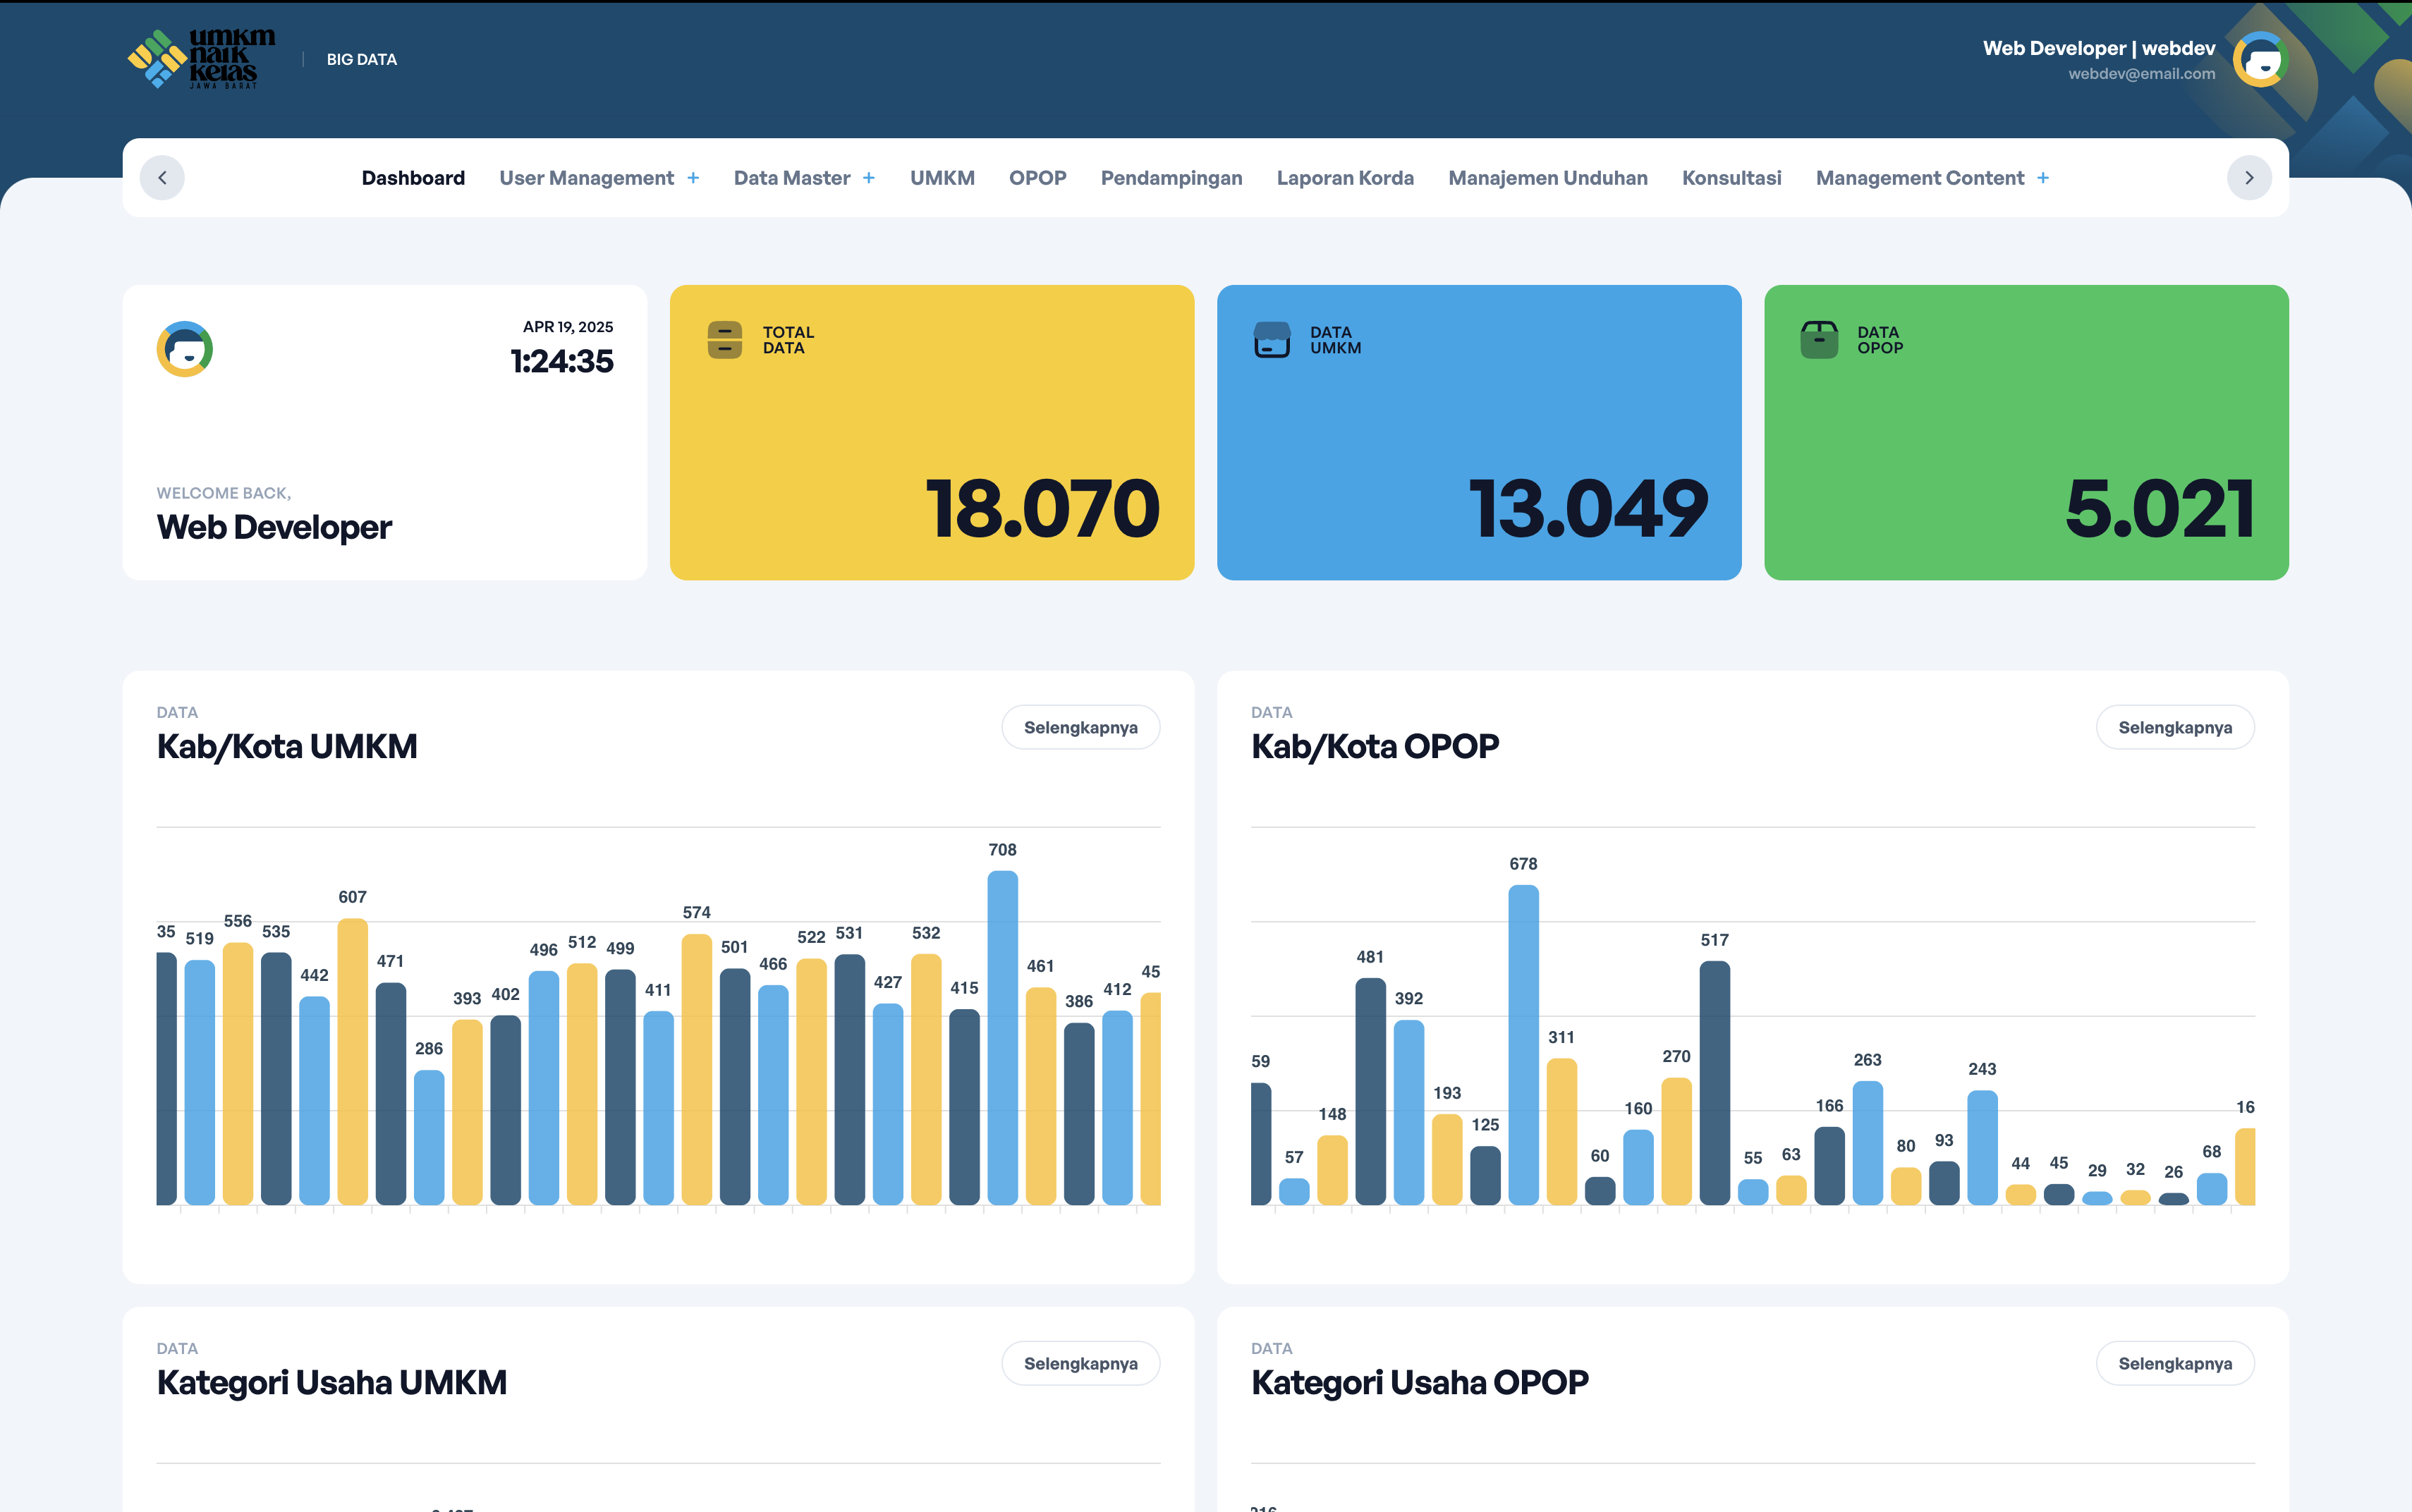 umkm
naik
kelas
JAWA BARAT
BIG DATA
Web Developer | webdev
webdev@email.com
Dashboard User Management + Data Master + UMKM OPOP Pendampingan Laporan Korda Manajemen Unduhan Konsultasi Management Content +
APR 19, 2025
1:24:35
WELCOME BACK,
Web Developer
TOTAL
DATA
18.070
DATA
UMKM
13.049
DATA
OPOP
5.021
DATA
Kab/Kota UMKM
Selengkapnya
35 519 556 535 442 607 471 286 393 402 496 512 499 411 574 501 466 522 531 427 532 415 708 461 386 412 45
DATA
Kab/Kota OPOP
Selengkapnya
59 57 148 481 392 193 125 678 311 60 160 270 517 55 63 166 263 80 93 243 44 45 29 32 26 68 16
DATA
Kategori Usaha UMKM
Selengkapnya
DATA
Kategori Usaha OPOP
Selengkapnya